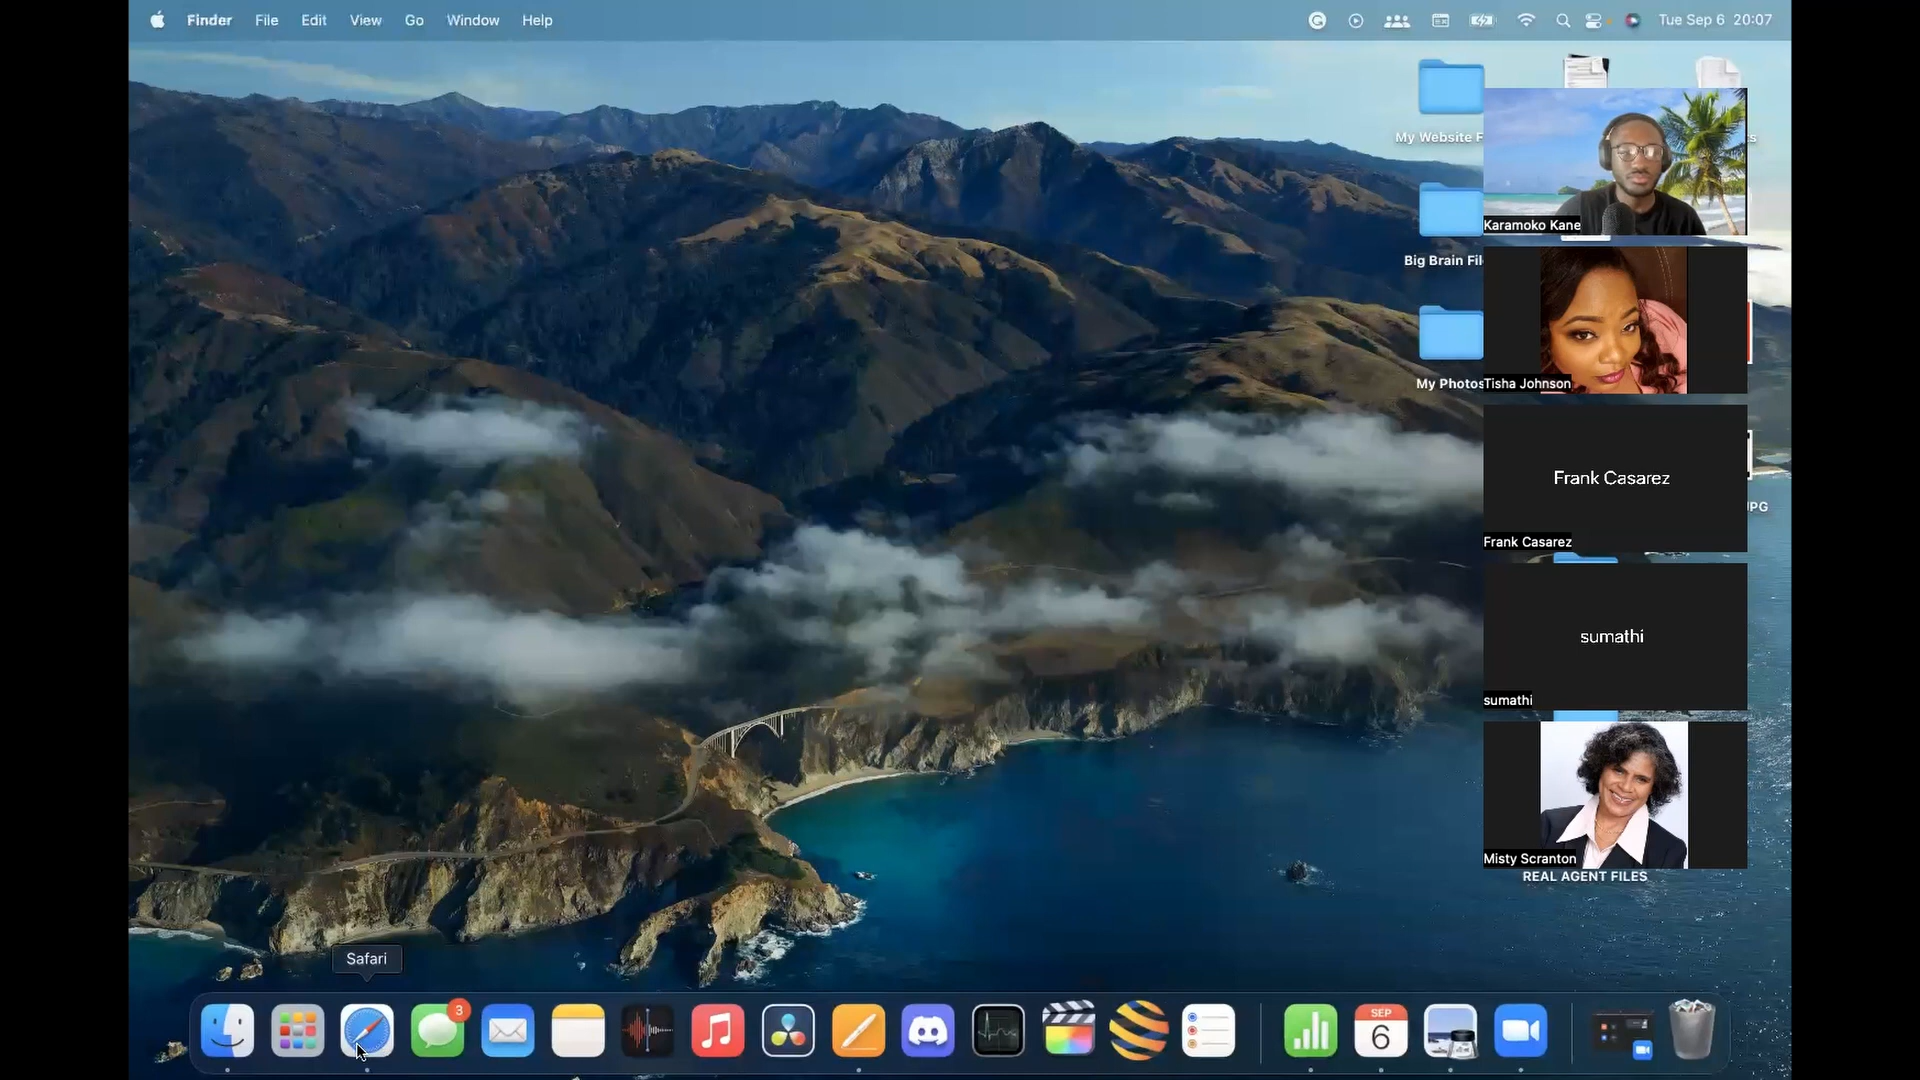 Finder File Edit View Go Window Help
Tue Sep 6 20:07
My Website F
Karamoko Kane
Big Brain Fil
My Photos
Tisha Johnson
Frank Casarez
JPG
Frank Casarez
sumathi
sumathi
Misty Scranton
REAL AGENT FILES
Safari
3
SEP
6